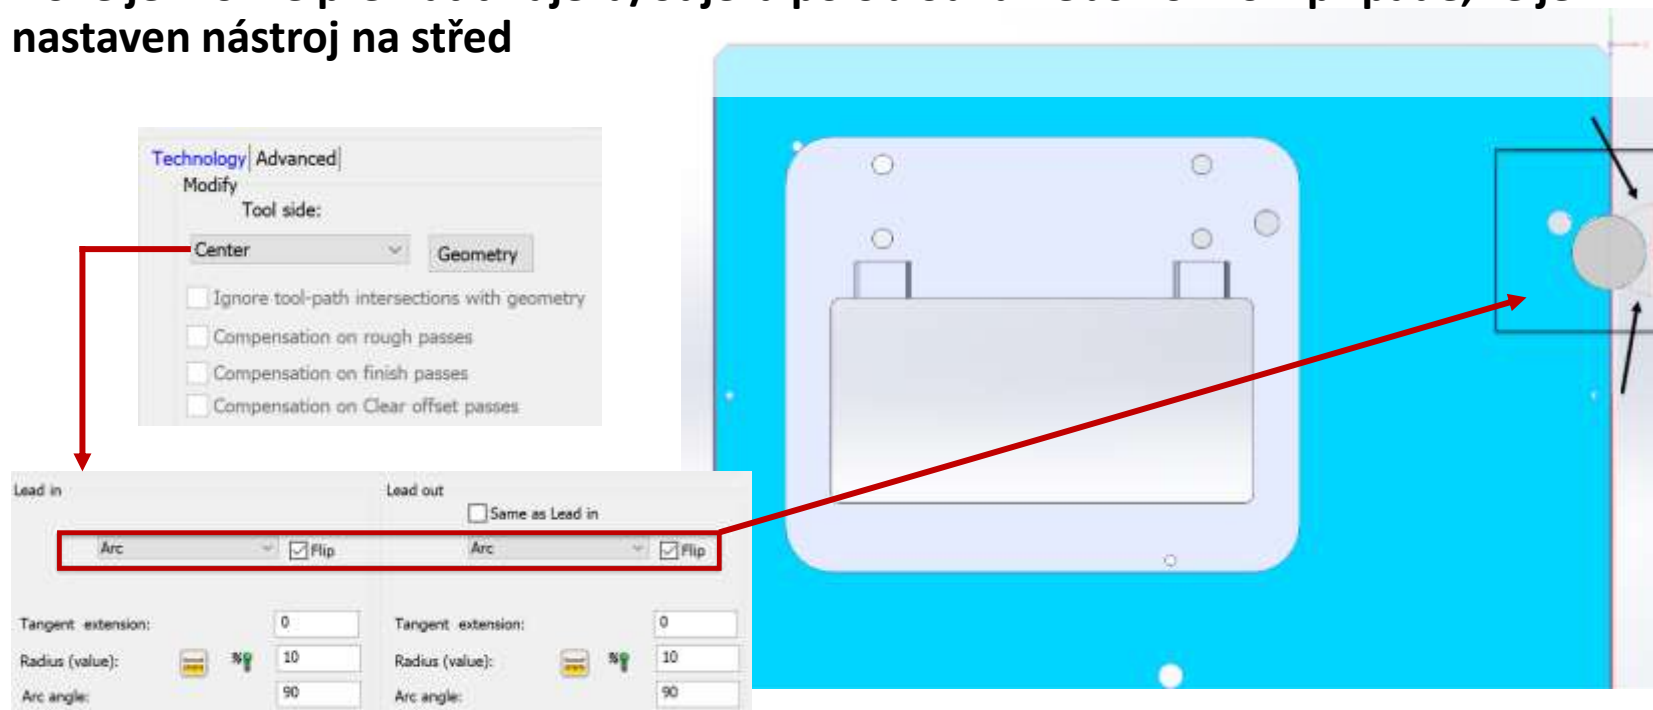 nastaven nástroj na střed
Technology Advanced
Modify
Tool side:
Center
Geometry
Ignore tool-path intersections with geometry
Compensation on rough passes
Compensation on finish passes
Compensation on Clear offset passes
Lead in
Lead out
Same as Lead in
Arc Flip Arc Flip
Tangent extension: 0 Tangent extension: 0
Radius (value): % 10 Radius (value): % 10
Arc angle: 90 Arc angle: 90